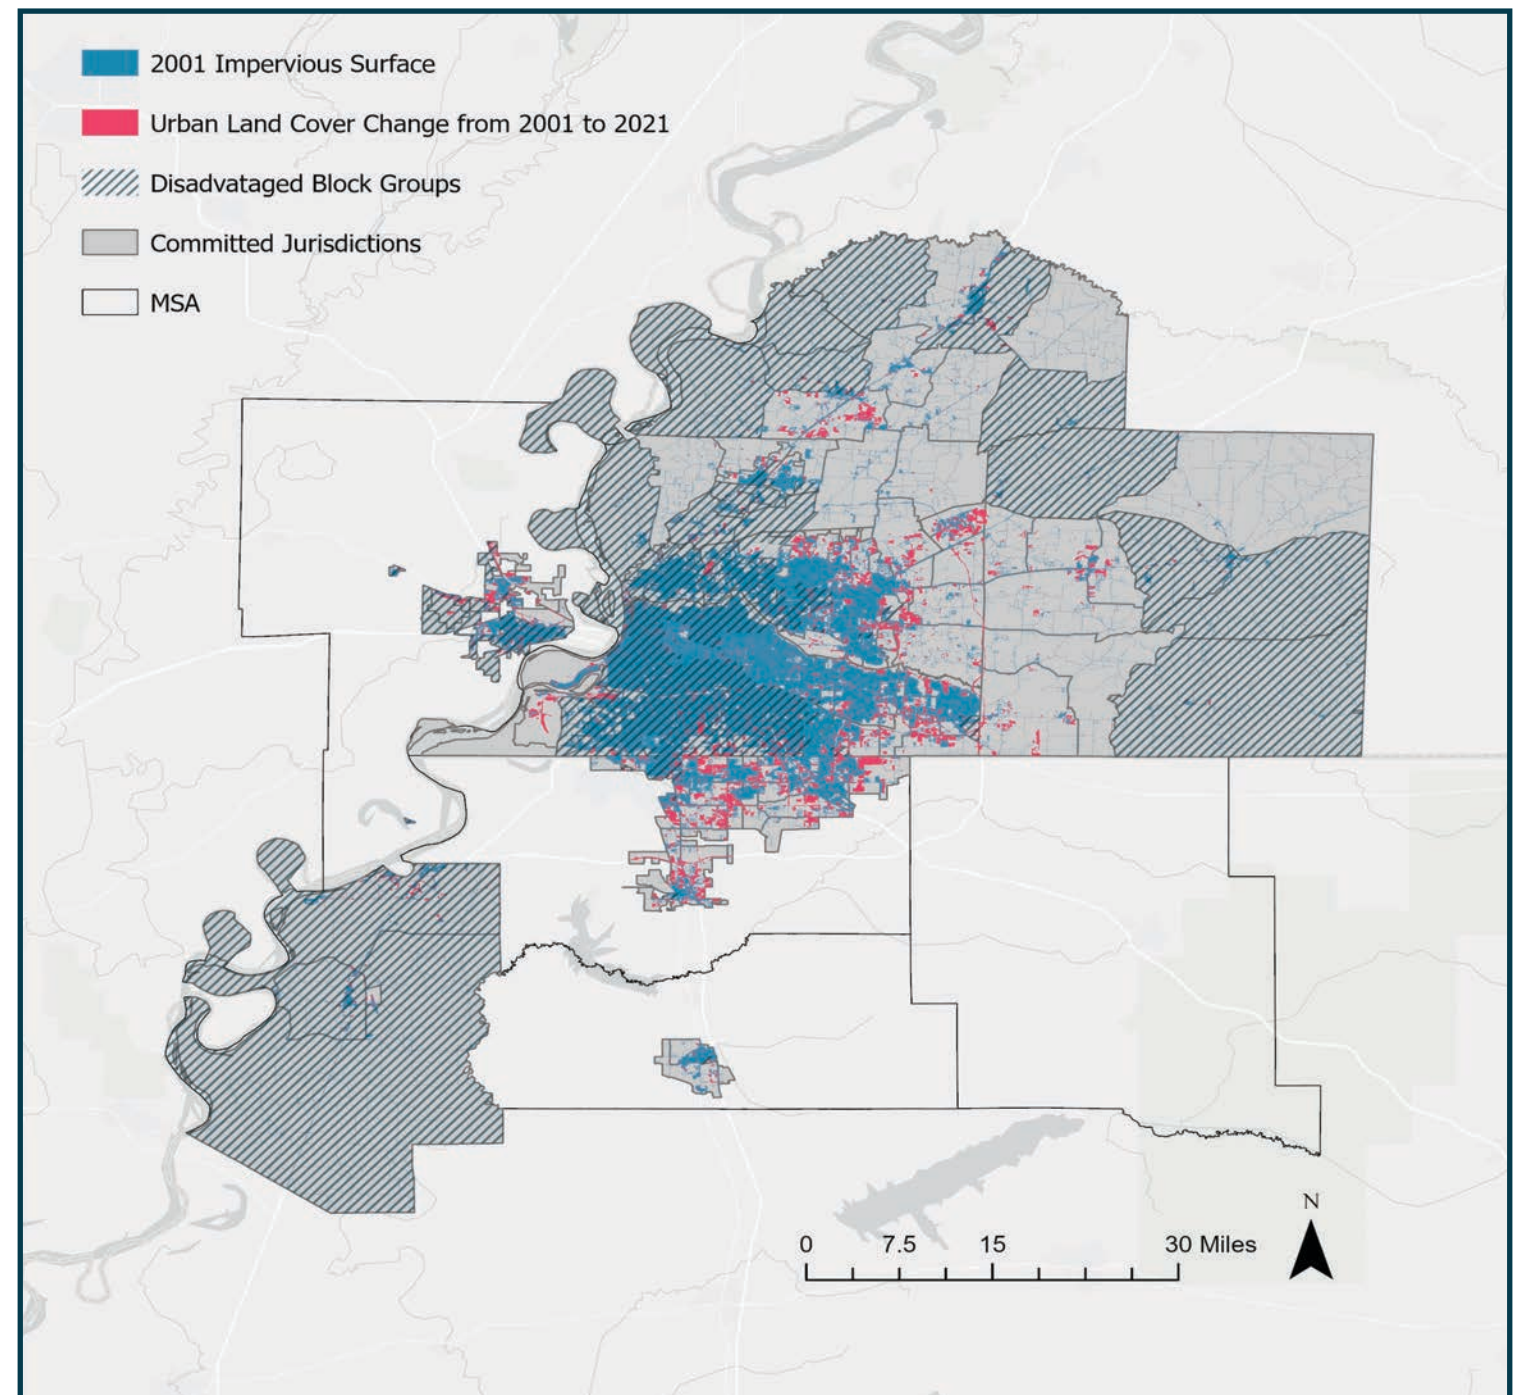 2001 Impervious Surface
Urban Land Cover Change from 2001 to 2021
Disadvataged Block Groups
Committed Jurisdictions
MSA
N
0 7.5 15 30 Miles